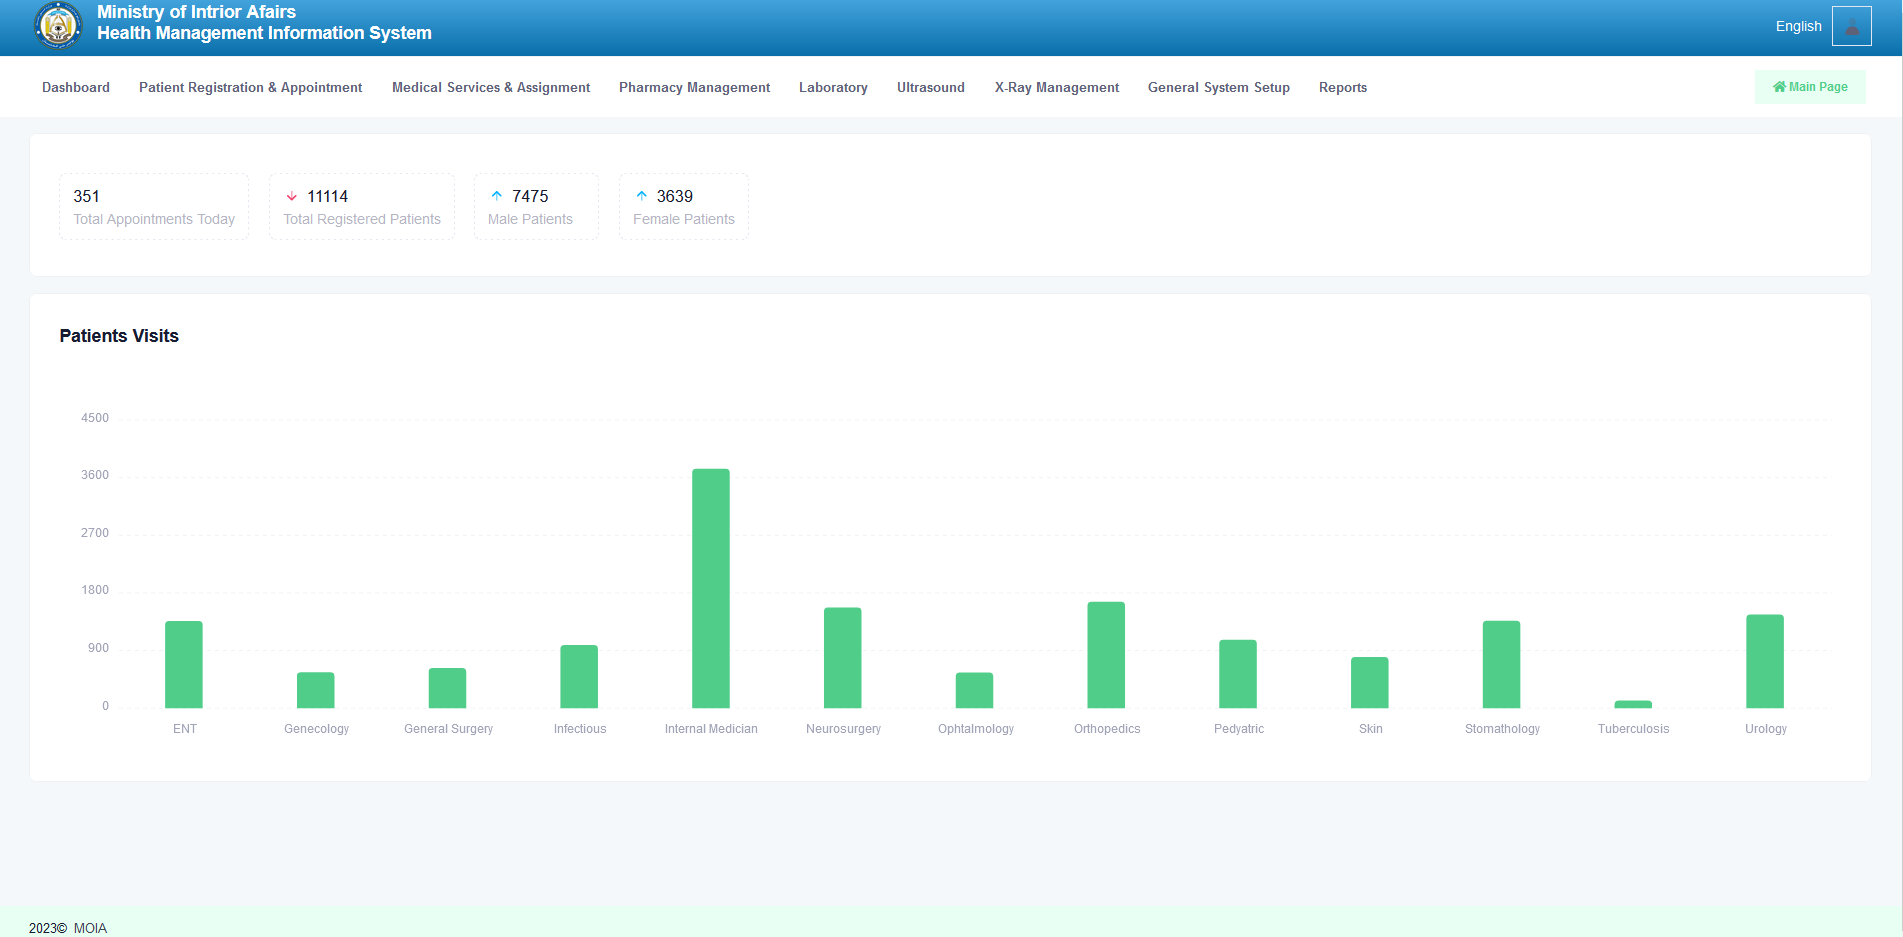 Ministry of Intrior Afairs
Health Management Information System
English
Dashboard Patient Registration & Appointment Medical Services & Assignment Pharmacy Management Laboratory Ultrasound X-Ray Management General System Setup Reports Main Page
351 11114 7475 3639
Total Appointments Today Total Registered Patients Male Patients Female Patients
Patients Visits
4500
3600
2700
1800
900
0
ENT Genecology General Surgery Infectious Internal Medician Neurosurgery Ophtalmology Orthopedics Pedyatric Skin Stomathology Tuberculosis Urology
2023© MOIA